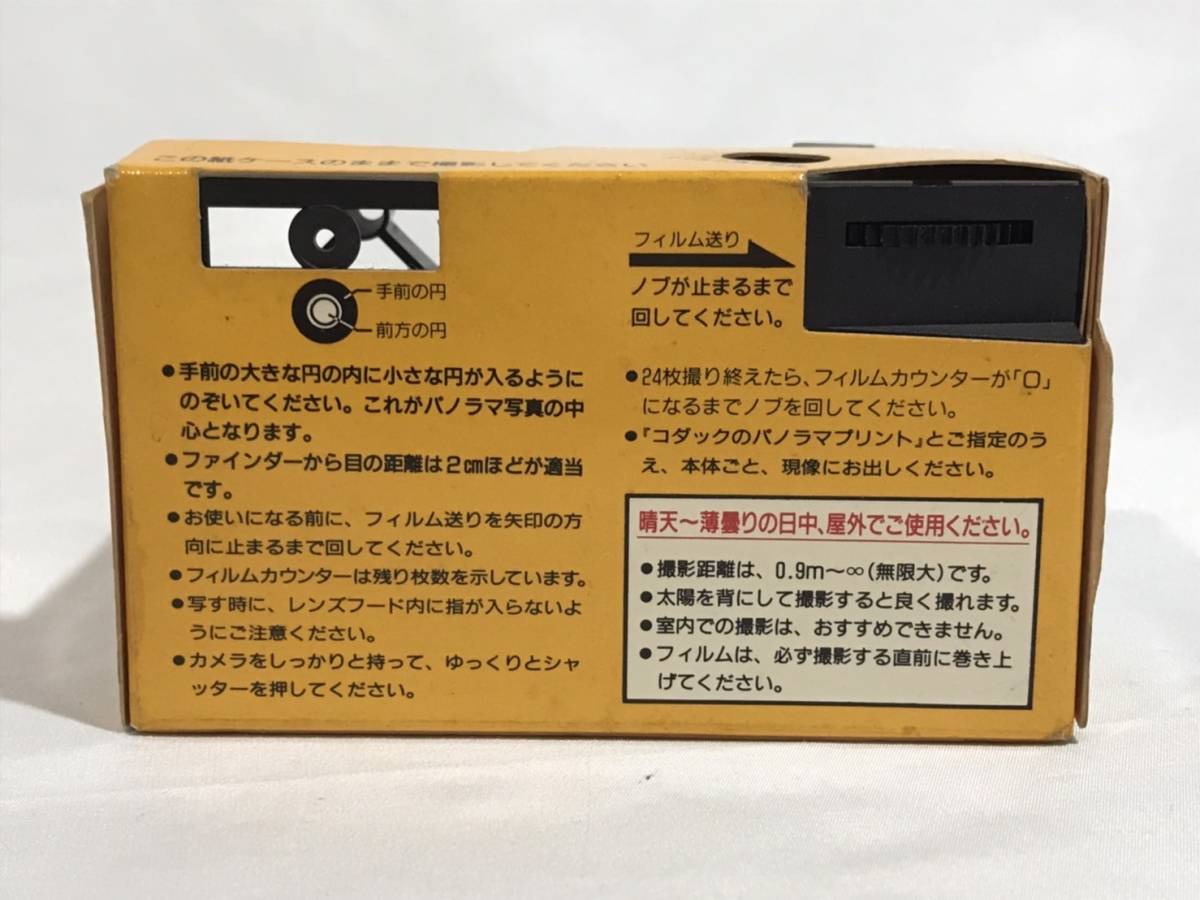 この紙ケースのままで撮影してください
手前の円
前方の円
●手前の大きな円の内に小さな円が入るように
のぞいてください。これがパノラマ写真の中
心となります。
●ファインダーから目の距離は2cmほどが適当
です。
●お使いになる前に、フィルム送りを矢印の方
向に止まるまで回してください。
●フィルムカウンターは残り枚数を示しています。
●写す時に、レンズフード内に指が入らないよ
うにご注意ください。
●カメラをしっかりと持って、ゆっくりとシャ
ッターを押してください。
フィルム送り
ノブが止まるまで
回してください。
●24枚撮り終えたら、フィルムカウンターが「0」
になるまでノブを回してください。
●『コダックのパノラマプリント』とご指定のう
え、本体ごと、現像にお出しください。
晴天〜薄曇りの日中、屋外でご使用ください。
●撮影距離は、0.9m〜∞(無限大)です。
●太陽を背にして撮影すると良く撮れます。
●室内での撮影は、おすすめできません。
●フィルムは、必ず撮影する直前に巻き上
げてください。